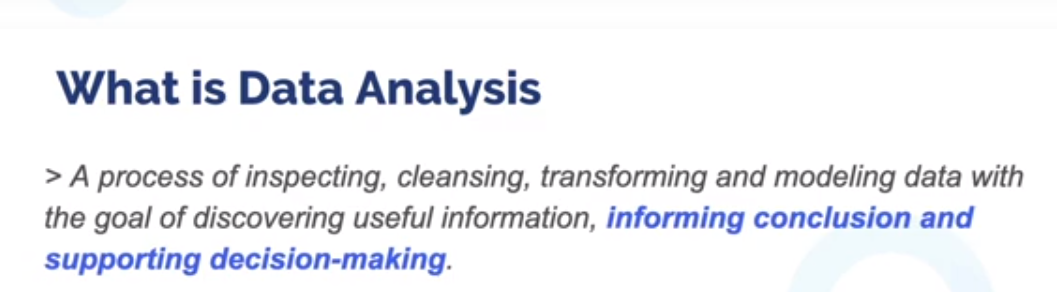 What is Data Analysis
> A process of inspecting, cleansing, transforming and modeling data with
the goal of discovering useful information, informing conclusion and
supporting decision-making.